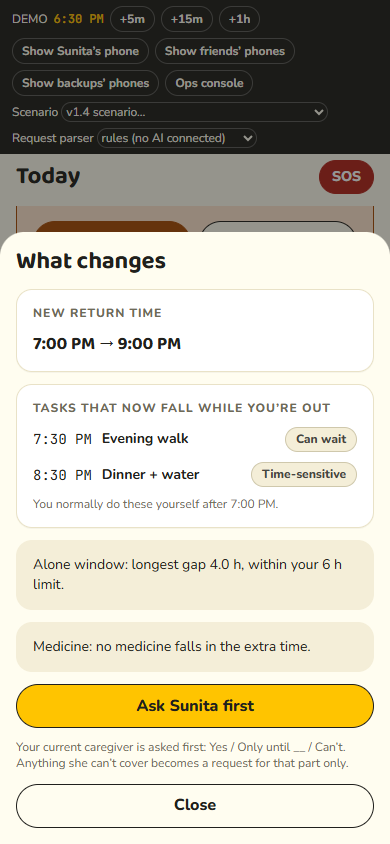 DEMO 6:30 PM +5m +15m +1h
Show Sunita's phone Show friends' phones
Show backups' phones Ops console
Scenario v1.4 scenario...
Request parser rules (no AI connected)
Today SOS
What changes
NEW RETURN TIME
7:00 PM → 9:00 PM
TASKS THAT NOW FALL WHILE YOU'RE OUT
7:30 PM Evening walk Can wait
8:30 PM Dinner + water Time-sensitive
You normally do these yourself after 7:00 PM.
Alone window: longest gap 4.0 h, within your 6 h
limit.
Medicine: no medicine falls in the extra time.
Ask Sunita first
Your current caregiver is asked first: Yes / Only until __ / Can't.
Anything she can't cover becomes a request for that part only.
Close